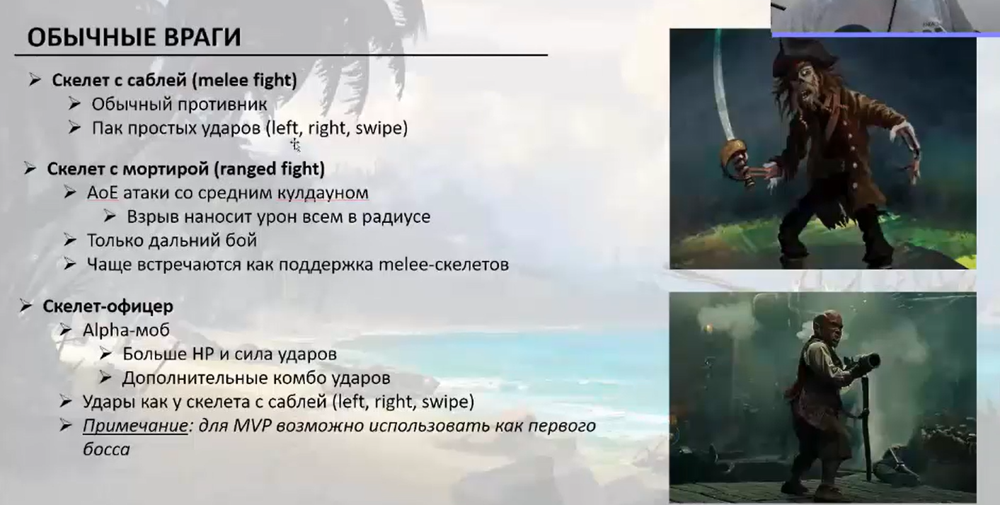 ОБЫЧНЫЕ ВРАГИ
➢ Скелет с саблей (melee fight)
➢ Обычный противник
➢ Пак простых ударов (left, right, swipe)
➢ Скелет с мортирой (ranged fight)
➢ AoE атаки со средним кулдауном
➢ Взрыв наносит урон всем в радиусе
➢ Только дальний бой
➢ Чаще встречаются как поддержка melee-скелетов
➢ Скелет-офицер
➢ Alpha-моб
➢ Больше HP и сила ударов
➢ Дополнительные комбо ударов
➢ Удары как у скелета с саблей (left, right, swipe)
➢ Примечание: для MVP возможно использовать как первого
босса